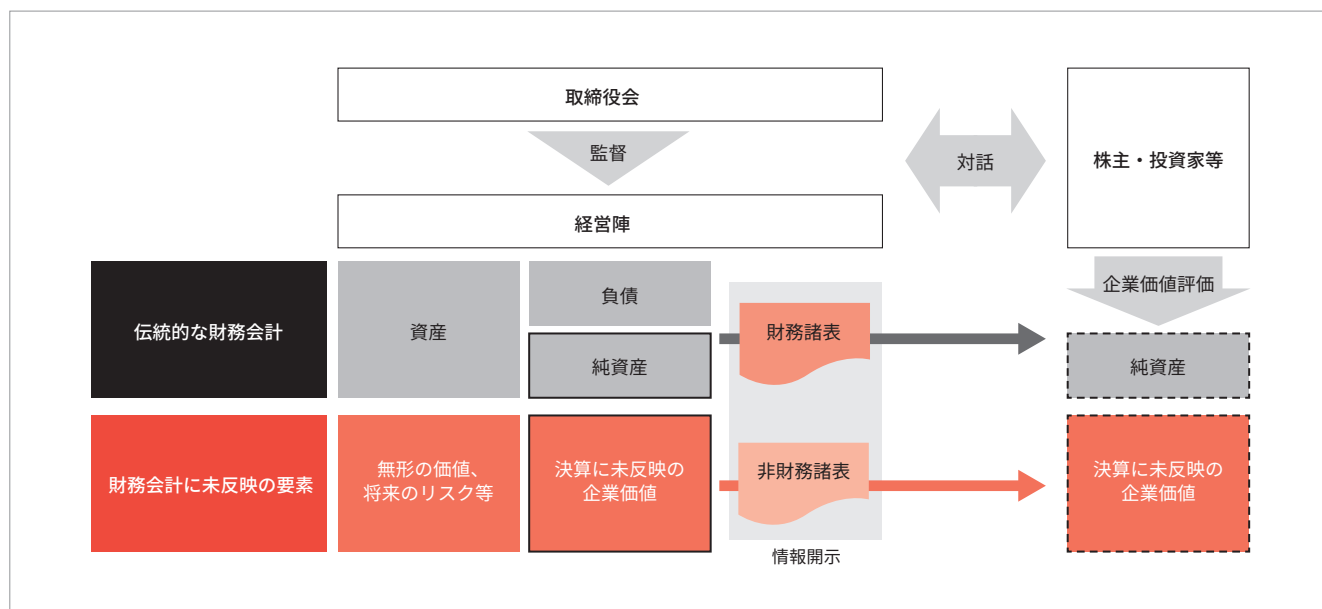 取締役会
監督
対話
株主・投資家等
経営陣
企業価値評価
伝統的な財務会計
資産
負債
純資産
財務諸表
純資産
財務会計に未反映の要素
無形の価値、
将来のリスク等
決算に未反映の
企業価値
非財務諸表
決算に未反映の
企業価値
情報開示